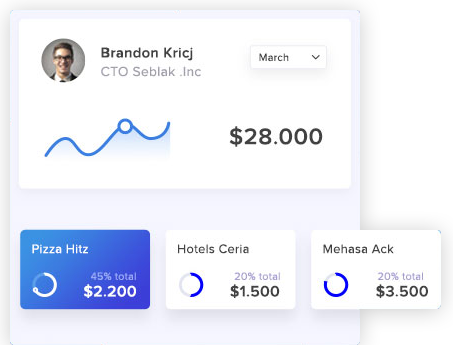 Brandon Kricj
CTO Seblak .Inc
March
$28.000
Pizza Hitz
45% total
$2.200
Hotels Ceria
20% total
$1.500
Mehasa Ack
20% total
$3.500